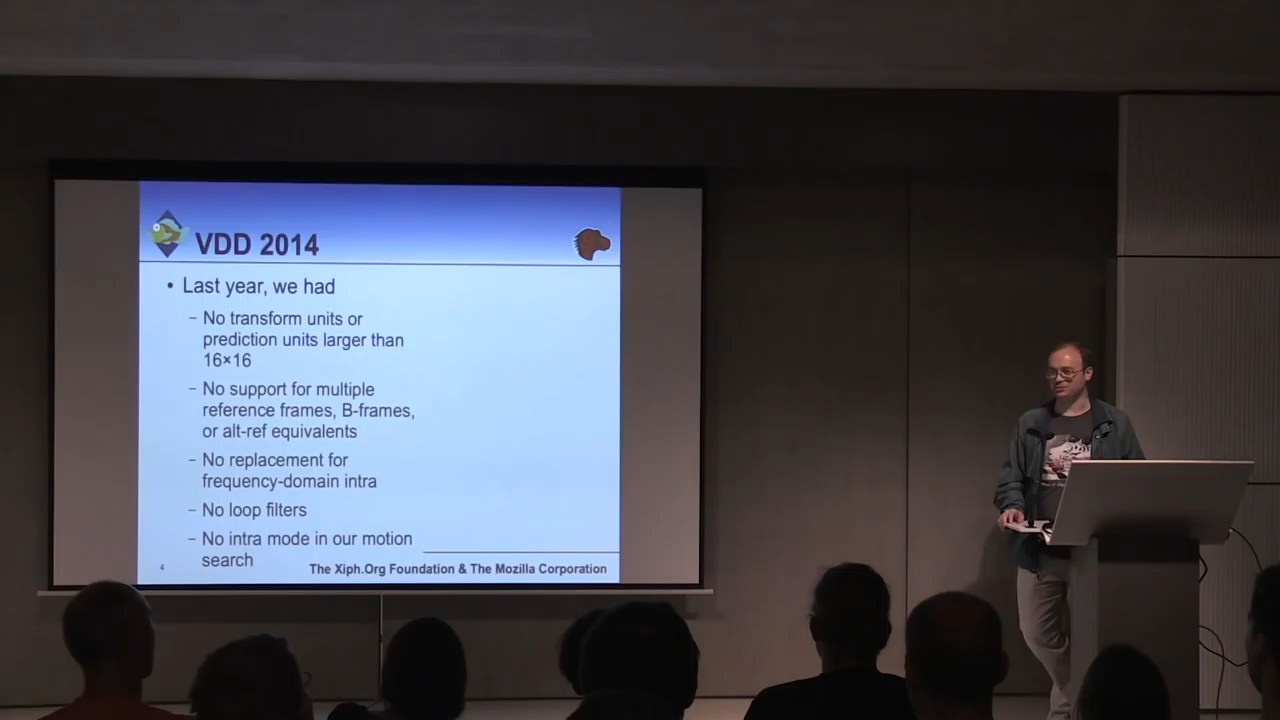 VDD 2014
• Last year, we had
– No transform units or
prediction units larger than
16×16
– No support for multiple
reference frames, B-frames,
or alt-ref equivalents
– No replacement for
frequency-domain intra
– No loop filters
– No intra mode in our motion
search
4
The Xiph.Org Foundation & The Mozilla Corporation